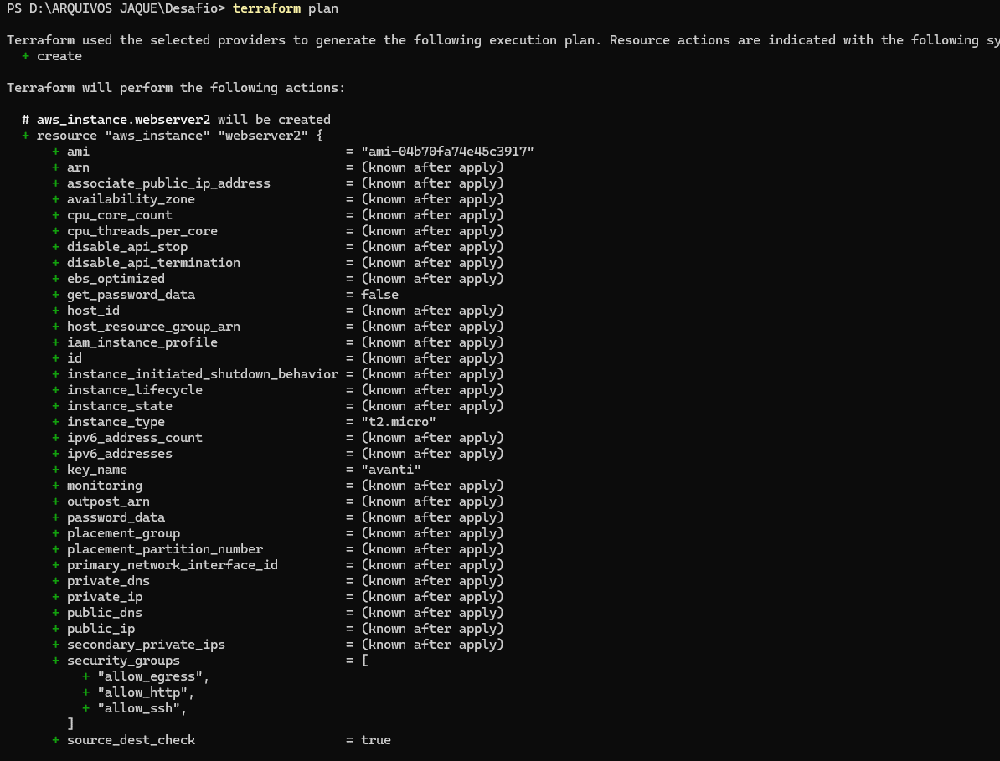 PS D:\ARQUIVOS JAQUE\Desafio> terraform plan
Terraform used the selected providers to generate the following execution plan. Resource actions are indicated with the following sy
+ create
Terraform will perform the following actions:
# aws_instance.webserver2 will be created
+ resource "aws_instance" "webserver2" {
+ ami = "ami-04b70fa74e45c3917"
+ arn = (known after apply)
+ associate_public_ip_address = (known after apply)
+ availability_zone = (known after apply)
+ cpu_core_count = (known after apply)
+ cpu_threads_per_core = (known after apply)
+ disable_api_stop = (known after apply)
+ disable_api_termination = (known after apply)
+ ebs_optimized = (known after apply)
+ get_password_data = false
+ host_id = (known after apply)
+ host_resource_group_arn = (known after apply)
+ iam_instance_profile = (known after apply)
+ id = (known after apply)
+ instance_initiated_shutdown_behavior = (known after apply)
+ instance_lifecycle = (known after apply)
+ instance_state = (known after apply)
+ instance_type = "t2.micro"
+ ipv6_address_count = (known after apply)
+ ipv6_addresses = (known after apply)
+ key_name = "avanti"
+ monitoring = (known after apply)
+ outpost_arn = (known after apply)
+ password_data = (known after apply)
+ placement_group = (known after apply)
+ placement_partition_number = (known after apply)
+ primary_network_interface_id = (known after apply)
+ private_dns = (known after apply)
+ private_ip = (known after apply)
+ public_dns = (known after apply)
+ public_ip = (known after apply)
+ secondary_private_ips = (known after apply)
+ security_groups = [
+ "allow_egress",
+ "allow_http",
+ "allow_ssh",
]
+ source_dest_check = true